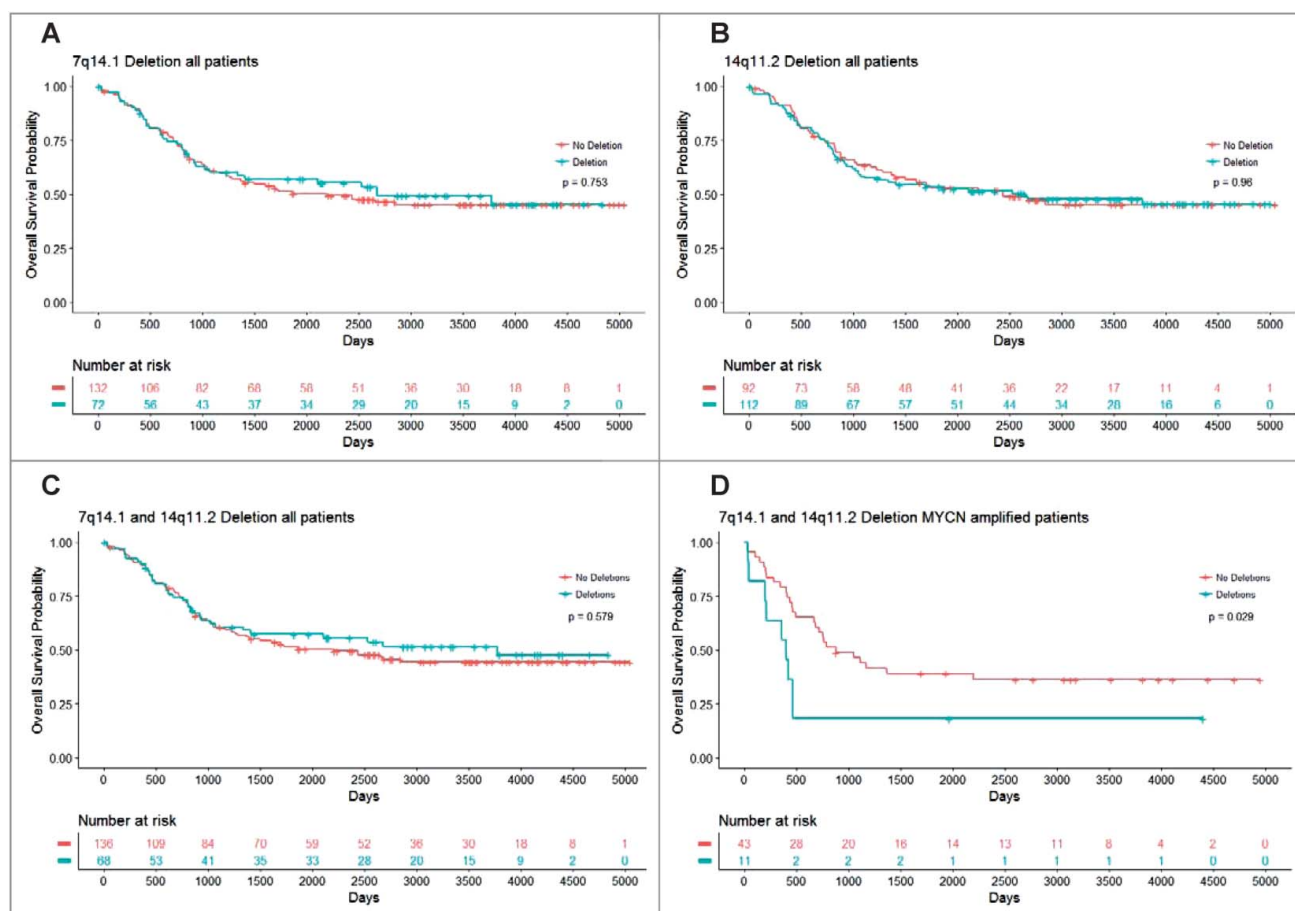 A
7q14.1 Deletion all patients
Overall Survival Probability
1.00
0.75
0.50
0.25
0.00
No Deletion
Deletion
p = 0.753
0 500 1000 1500 2000 2500 3000 3500 4000 4500 5000
Days
Number at risk
132 106 82 68 58 51 36 30 18 8 1
72 56 43 37 34 29 20 15 9 2 0
0 500 1000 1500 2000 2500 3000 3500 4000 4500 5000
Days
B
14q11.2 Deletion all patients
Overall Survival Probability
1.00
0.75
0.50
0.25
0.00
No Deletion
Deletion
p = 0.96
0 500 1000 1500 2000 2500 3000 3500 4000 4500 5000
Days
Number at risk
92 73 58 48 41 36 22 17 11 4 1
112 89 67 57 51 44 34 28 16 6 0
0 500 1000 1500 2000 2500 3000 3500 4000 4500 5000
Days
C
7q14.1 and 14q11.2 Deletion all patients
Overall Survival Probability
1.00
0.75
0.50
0.25
0.00
No Deletions
Deletions
p = 0.579
0 500 1000 1500 2000 2500 3000 3500 4000 4500 5000
Days
Number at risk
136 109 84 70 59 52 36 30 18 8 1
68 53 41 35 33 28 20 15 9 2 0
0 500 1000 1500 2000 2500 3000 3500 4000 4500 5000
Days
D
7q14.1 and 14q11.2 Deletion MYCN amplified patients
Overall Survival Probability
1.00
0.75
0.50
0.25
0.00
No Deletions
Deletions
p = 0.029
0 500 1000 1500 2000 2500 3000 3500 4000 4500 5000
Days
Number at risk
43 28 20 16 14 13 11 8 4 2 0
11 2 2 2 1 1 1 1 1 0 0
0 500 1000 1500 2000 2500 3000 3500 4000 4500 5000
Days